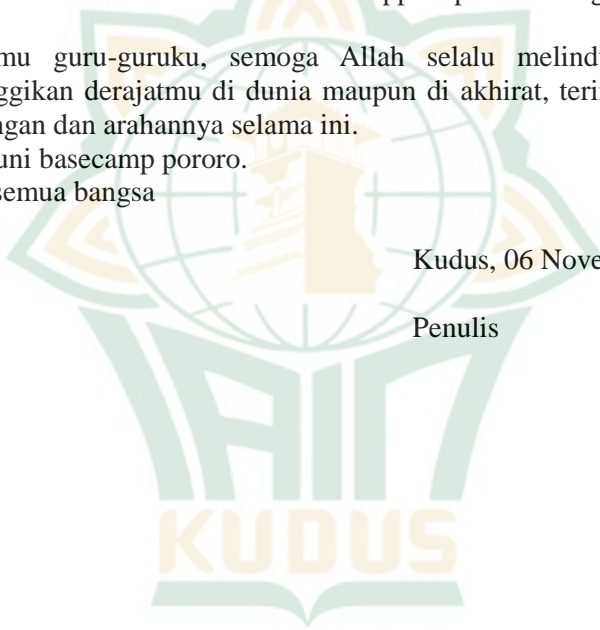 mu guru-guruku, semoga Allah selalu melind
ggikan derajatmu di dunia maupun di akhirat, teri
ngan dan arahannya selama ini.
uni basecamp pororo.
semua bangsa
Kudus, 06 Nove
Penulis
IAIN
KUDUS